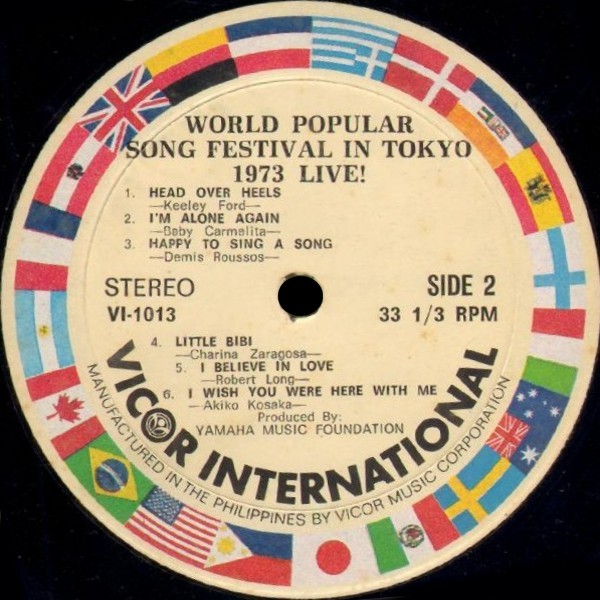 WORLD POPULAR
SONG FESTIVAL IN TOKYO
1973 LIVE!
1. HEAD OVER HEELS
—Keeley Ford—
2. I'M ALONE AGAIN
—Baby Carmelita—
3. HAPPY TO SING A SONG
—Demis Roussos—
STEREO
SIDE 2
VI-1013
33 1/3 RPM
4. LITTLE BIBI
—Charina Zaragosa—
5. I BELIEVE IN LOVE
—Robert Long—
6. I WISH YOU WERE HERE WITH ME
—Akiko Kosaka—
Produced By:
YAMAHA MUSIC FOUNDATION
VICOR INTERNATIONAL
MANUFACTURED IN THE PHILIPPINES BY VICOR MUSIC CORPORATION